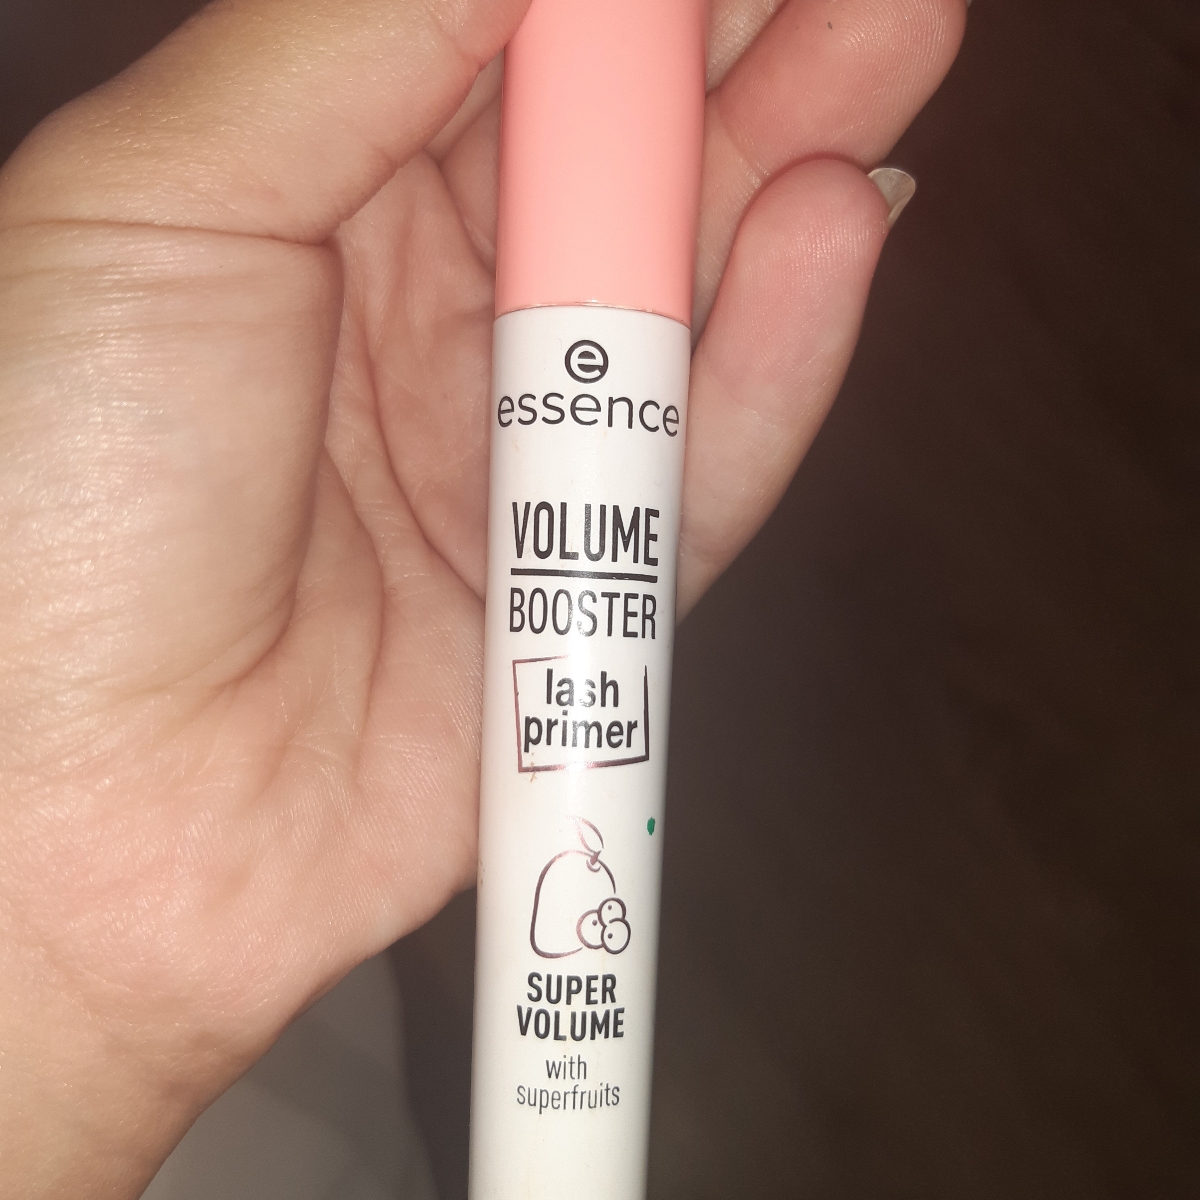 e
essence
VOLUME
BOOSTER
lash
primer
SUPER
VOLUME
with
superfruits